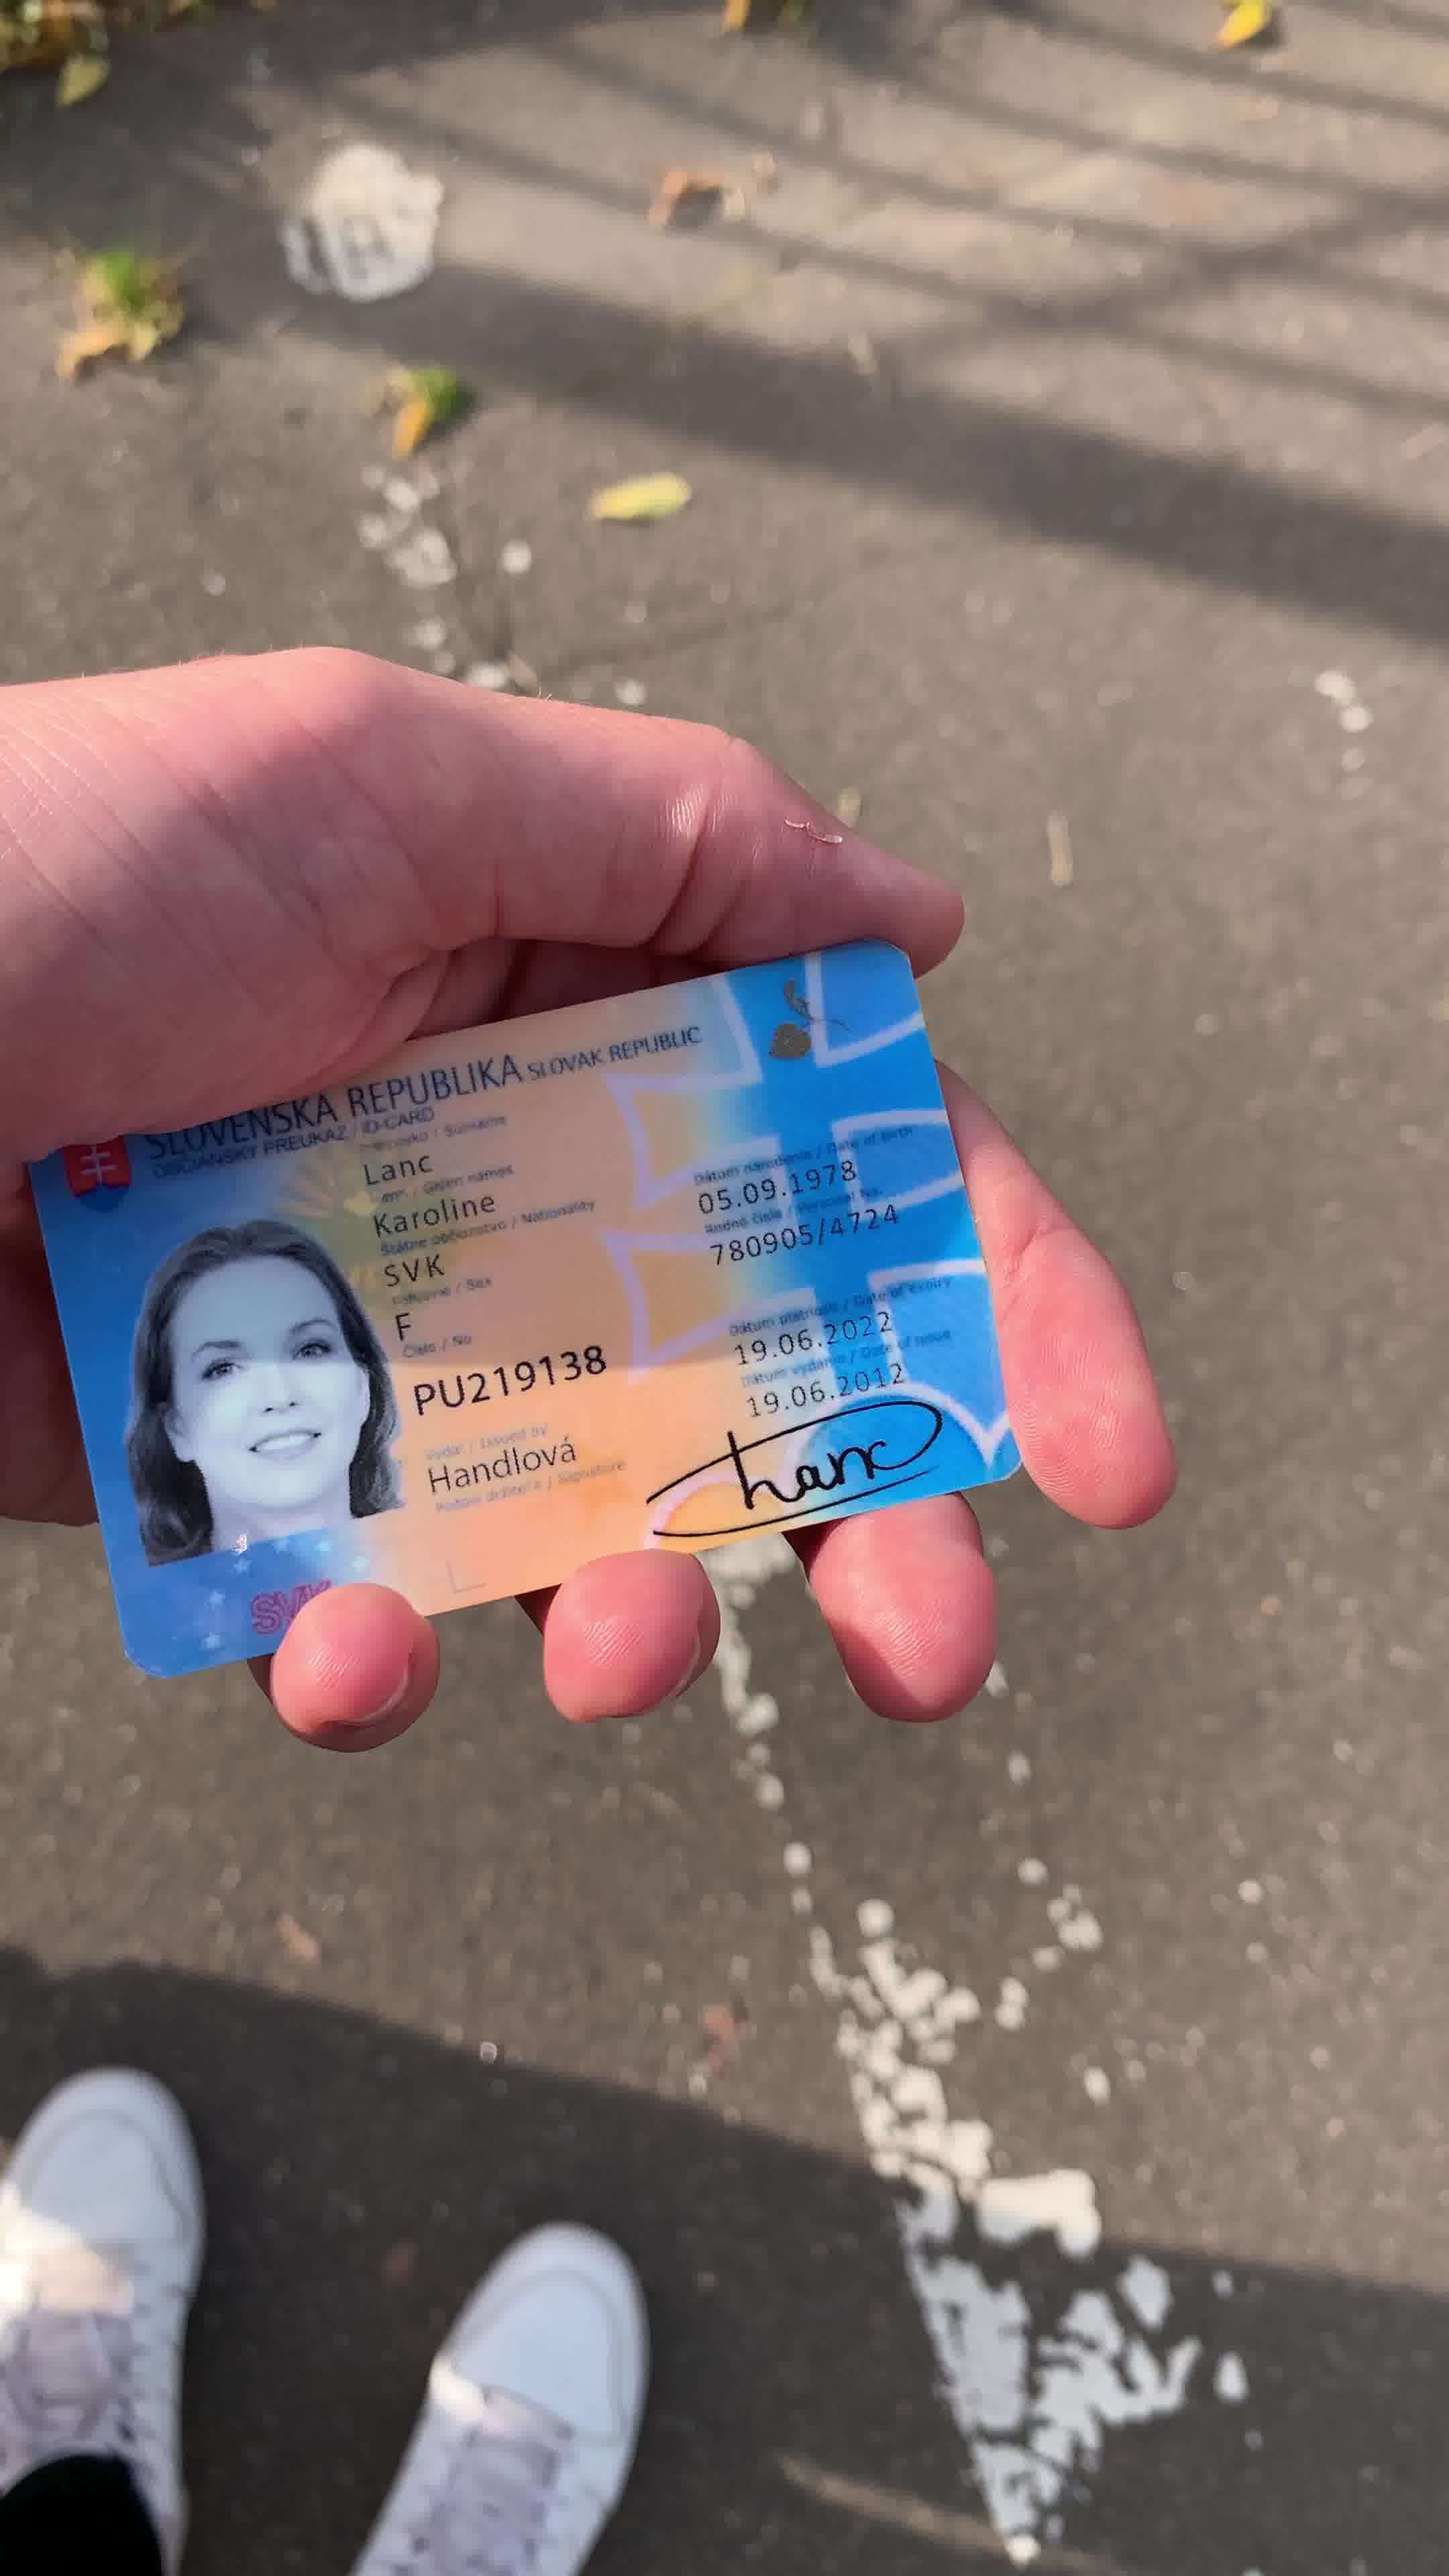 SLOVENSKÁ REPUBLIKA SLOVAK REPUBLIC
OBČIANSKY PREUKAZ / ID-CARD
Priezvisko / Surname
Lanc
Meno / Given names
Karoline
Štátne občianstvo / Nationality
SVK
Pohlavie / Sex
F
Číslo / No
PU219138
Vydal / Issued by
Handlová
Podpis držiteľa / Signature
Dátum narodenia / Date of birth
05.09.1978
Rodné číslo / Personal No.
780905/4724
Dátum platnosti / Date of expiry
19.06.2022
Dátum vydania / Date of issue
19.06.2012
SVK